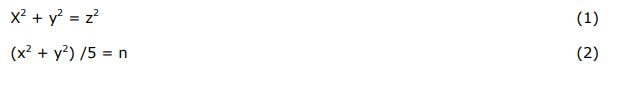 X² + y² = z² (1)
(x² + y²) /5 = n (2)